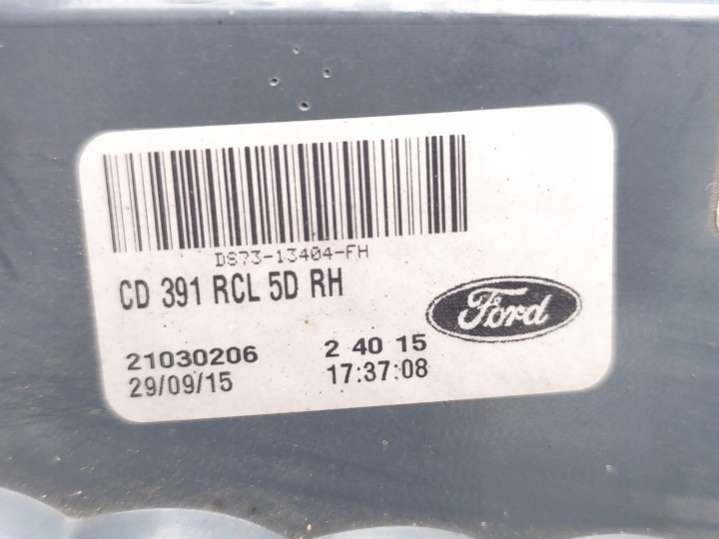 DS73-13404-FH
CD 391 RCL 5D RH
Ford
21030206 2 40 15
29/09/15 17:37:08